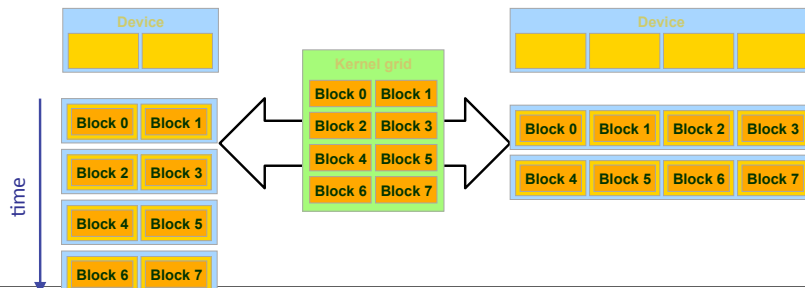 Device
Device
Kernel grid
Block 0 Block 1
Block 2 Block 3
Block 4 Block 5
Block 6 Block 7
time
Block 0 Block 1
Block 2 Block 3
Block 4 Block 5
Block 6 Block 7
Block 0 Block 1 Block 2 Block 3
Block 4 Block 5 Block 6 Block 7